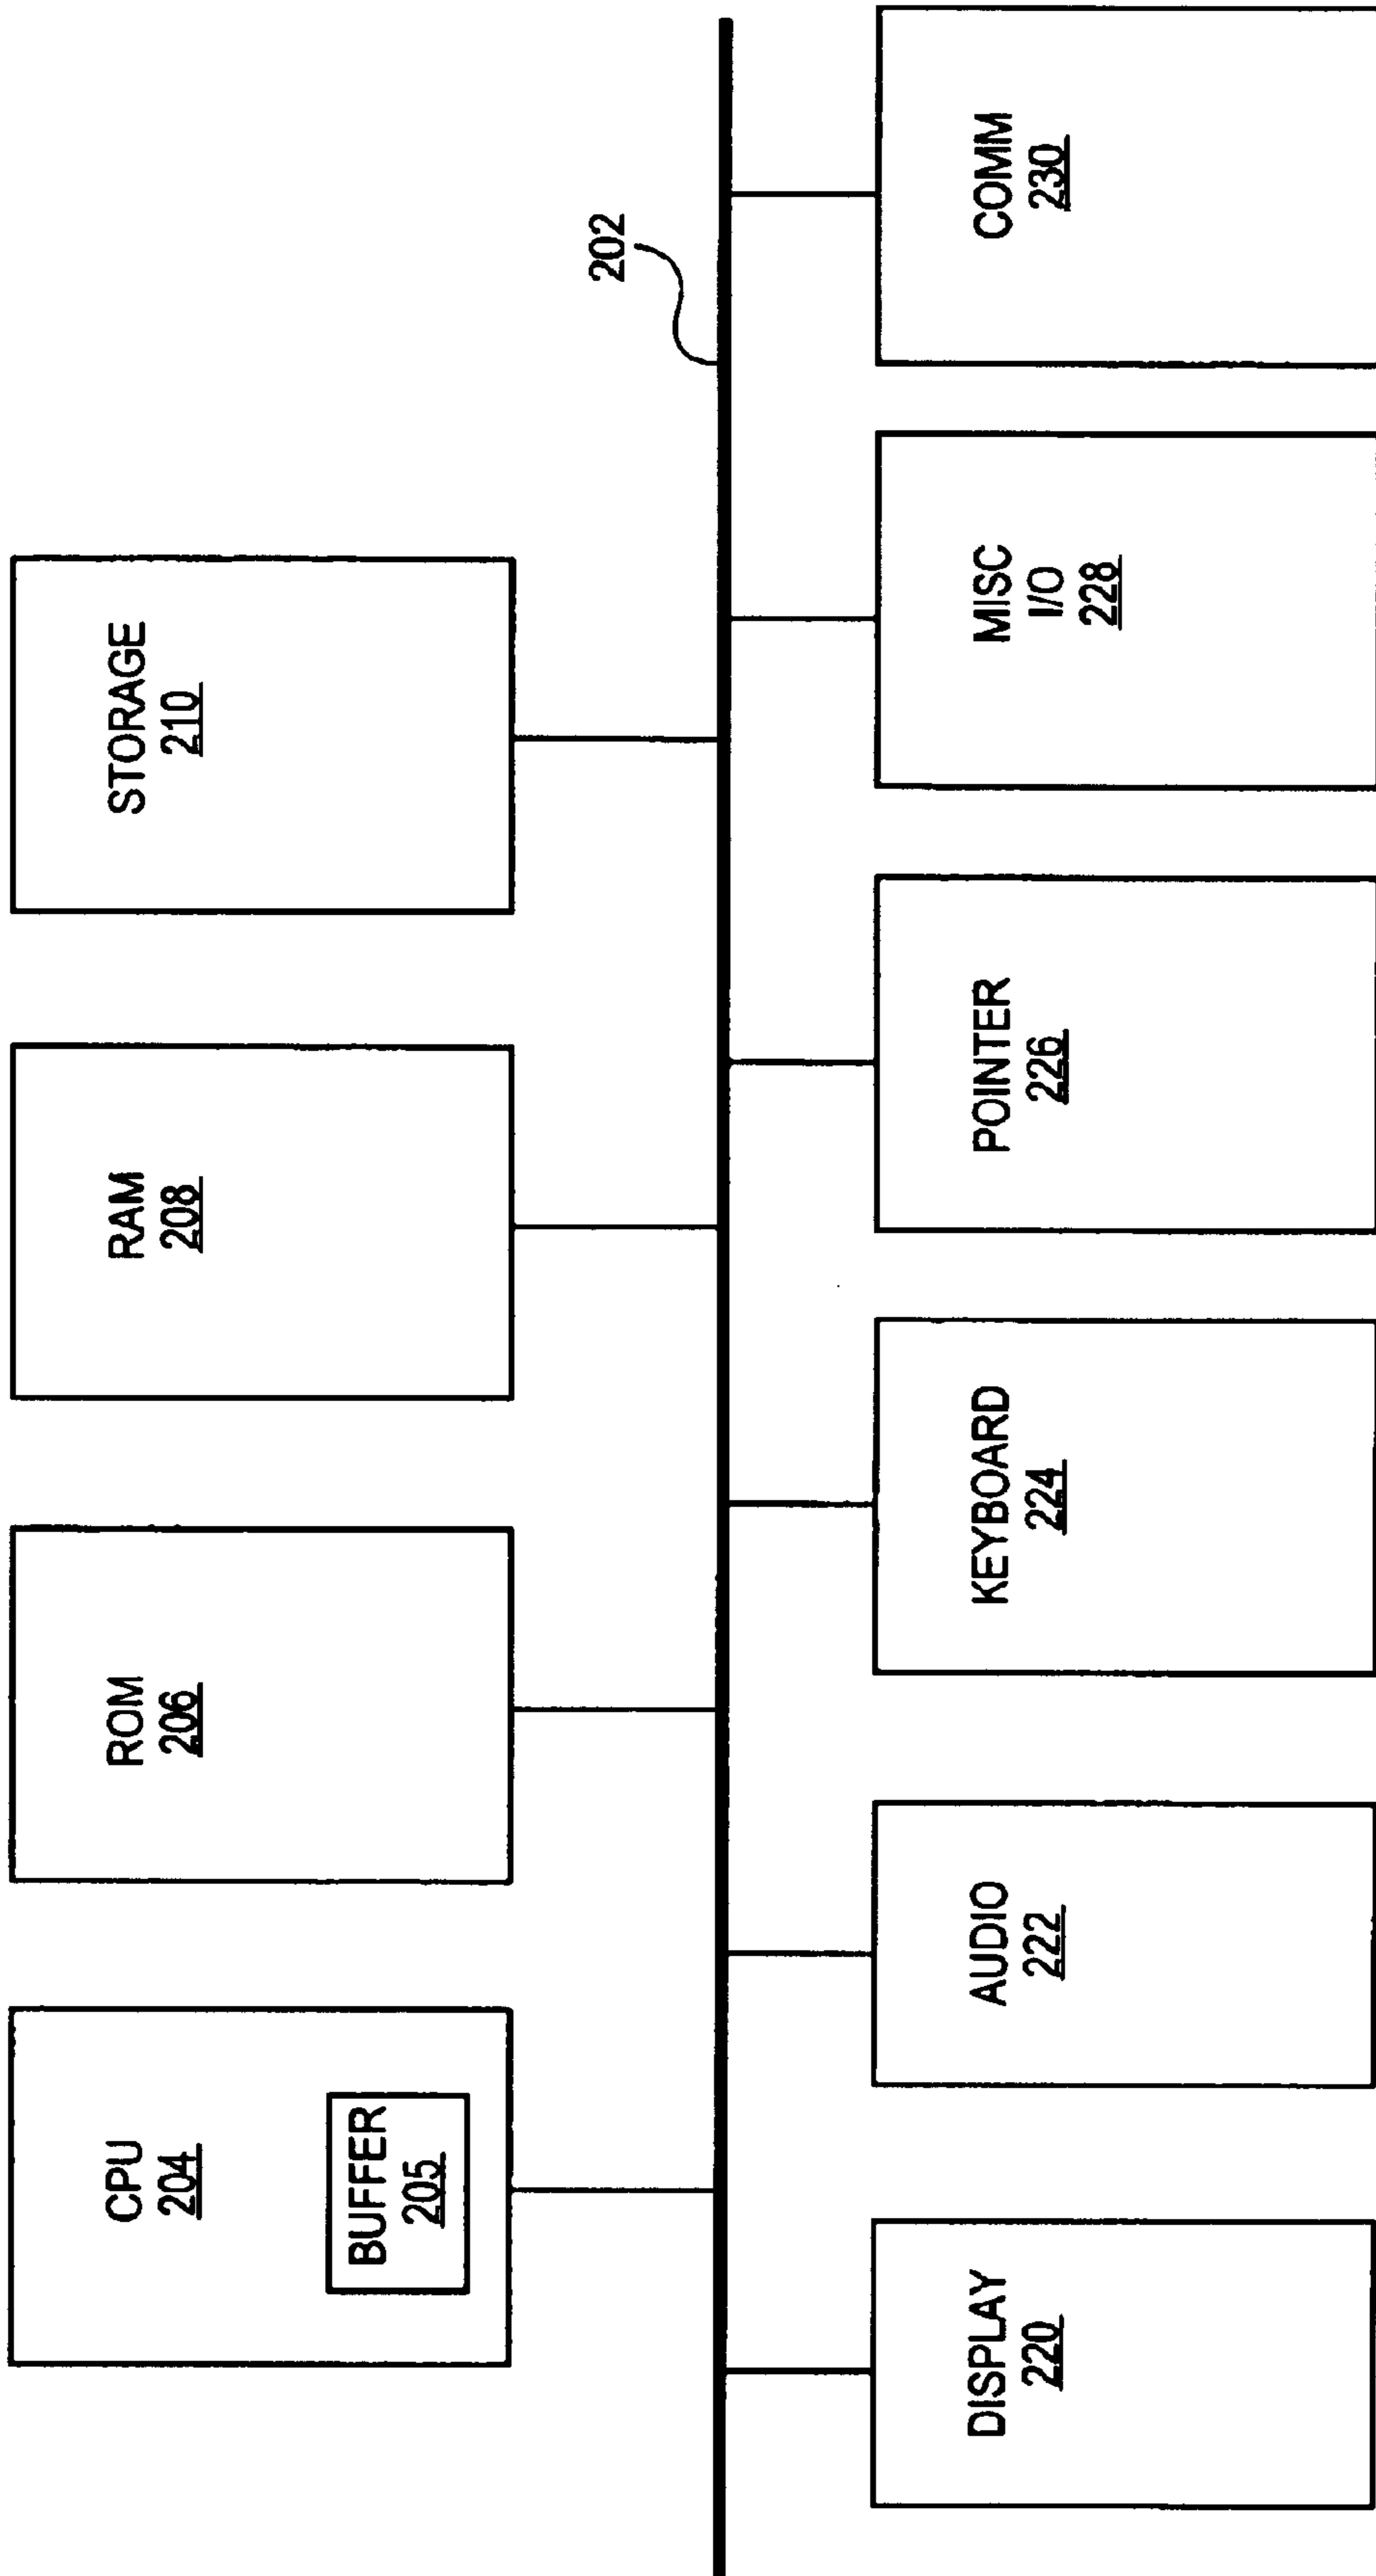 CPU
204
BUFFER
205
ROM
206
RAM
208
STORAGE
210
202
DISPLAY
220
AUDIO
222
KEYBOARD
224
POINTER
226
MISC
I/O
228
COMM
230